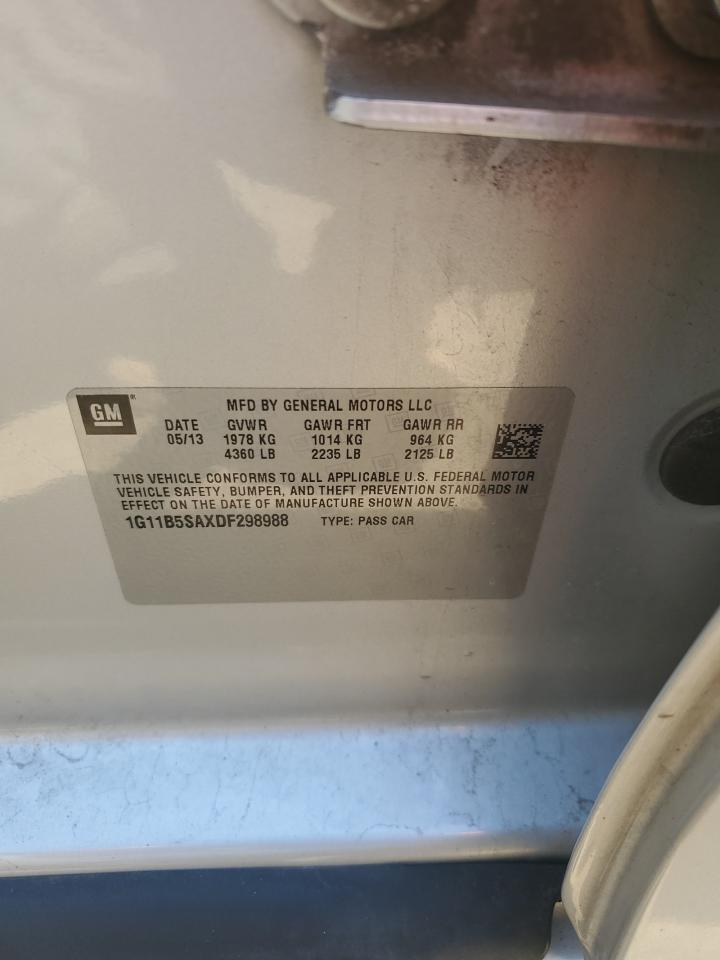 GM
MFD BY GENERAL MOTORS LLC
DATE GVWR GAWR FRT GAWR RR
05/13 1978 KG 1014 KG 964 KG
4360 LB 2235 LB 2125 LB
THIS VEHICLE CONFORMS TO ALL APPLICABLE U.S. FEDERAL MOTOR
VEHICLE SAFETY, BUMPER, AND THEFT PREVENTION STANDARDS IN
EFFECT ON THE DATE OF MANUFACTURE SHOWN ABOVE.
1G11B5SAXDF298988 TYPE: PASS CAR